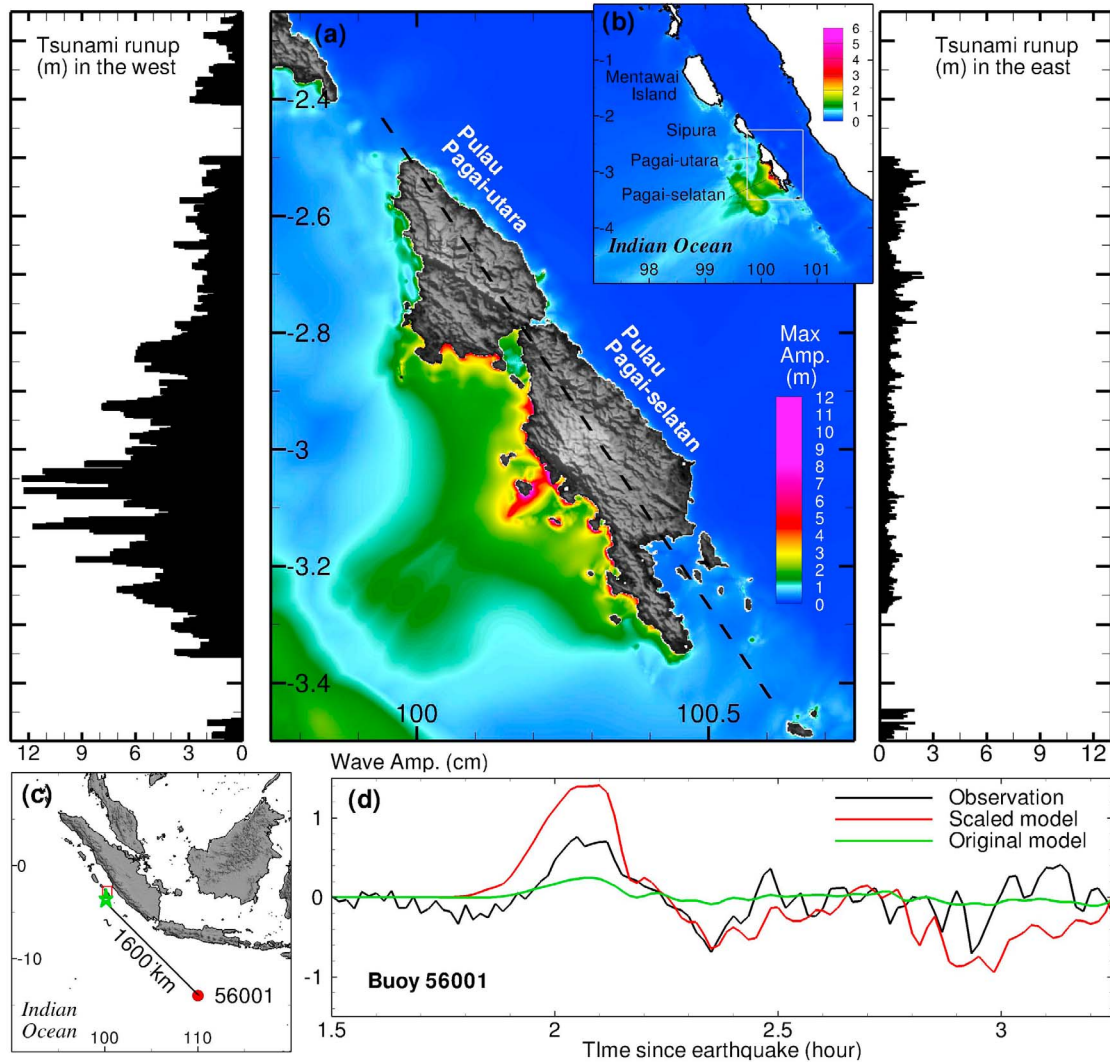 Tsunami runup
(m) in the west
13 12 9 6 3 0
(a)
-2.4
-2.6
-2.8
-3
-3.2
-3.4
100
100.5
Pulau
Pagai-utara
Pulau
Pagai-selatan
Max
Amp.
(m)
12
11
10
9
8
7
6
5
4
3
2
1
0
(b)
-1
-2
-3
-4
98 99 100 101
Mentawai
Island
Sipura
Pagai-utara
Pagai-selatan
Indian Ocean
6
5
4
3
2
1
0
Tsunami runup
(m) in the east
0 3 6 9 12 13
(c)
0
-10
~ 1600 km
56001
Indian
Ocean
100 110
Wave Amp. (cm)
(d)
1
0
-1
Observation
Scaled model
Original model
Buoy 56001
1.5 2 2.5 3
TIme since earthquake (hour)